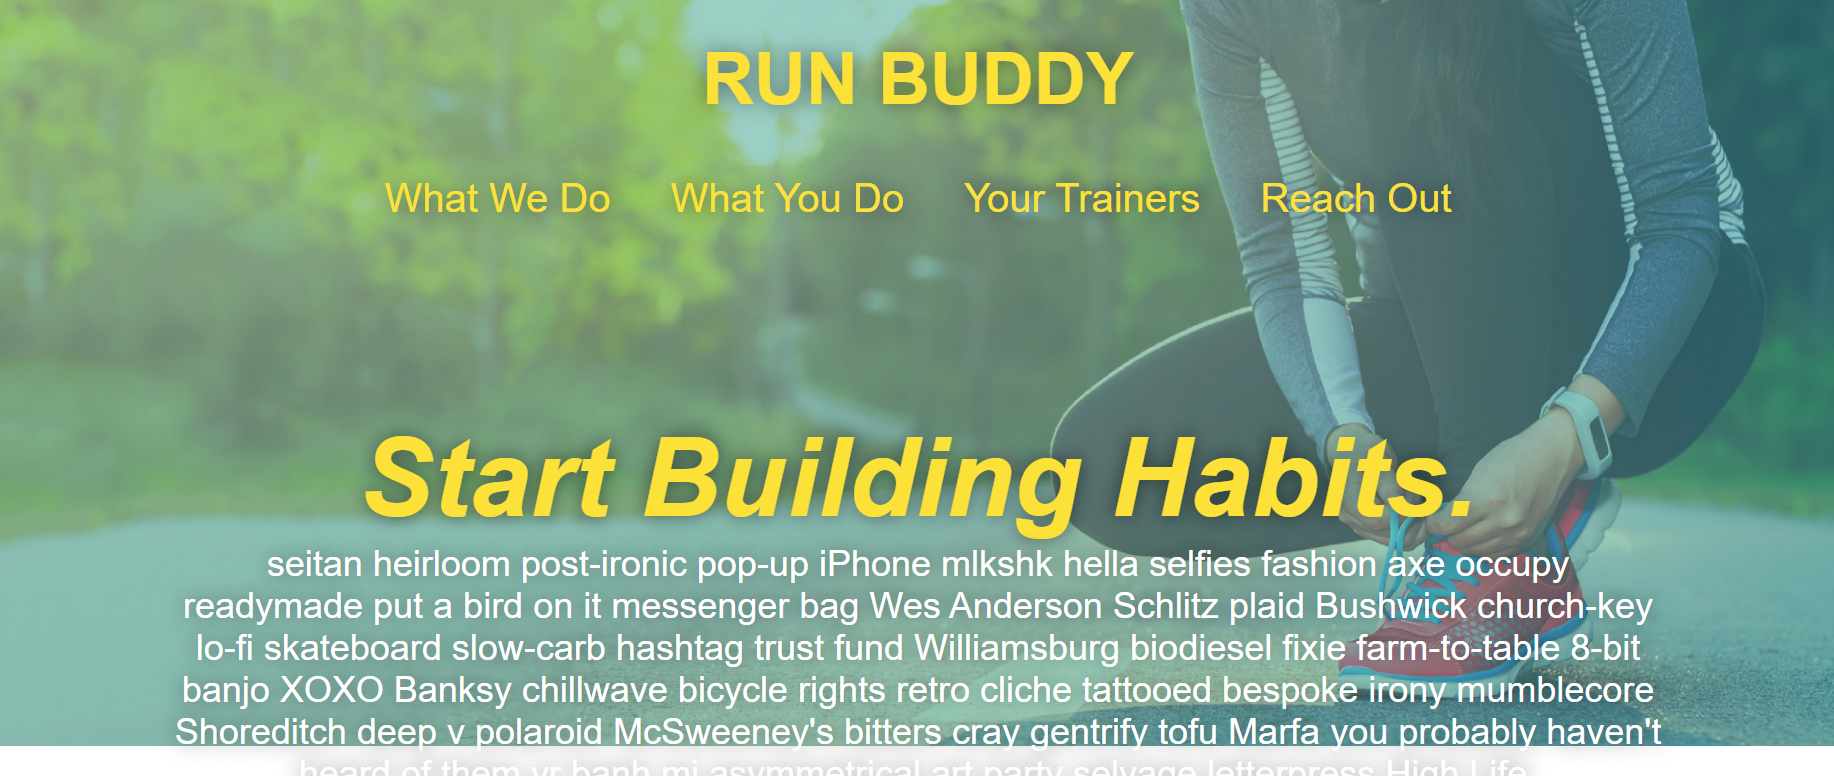 RUN BUDDY
What We Do What You Do Your Trainers Reach Out
Start Building Habits.
seitan heirloom post-ironic pop-up iPhone mlkshk hella selfies fashion axe occupy
readymade put a bird on it messenger bag Wes Anderson Schlitz plaid Bushwick church-key
lo-fi skateboard slow-carb hashtag trust fund Williamsburg biodiesel fixie farm-to-table 8-bit
banjo XOXO Banksy chillwave bicycle rights retro cliche tattooed bespoke irony mumblecore
Shoreditch deep v polaroid McSweeney's bitters cray gentrify tofu Marfa you probably haven't
heard of them yr banh mi asymmetrical art party selvage letterpress High Life